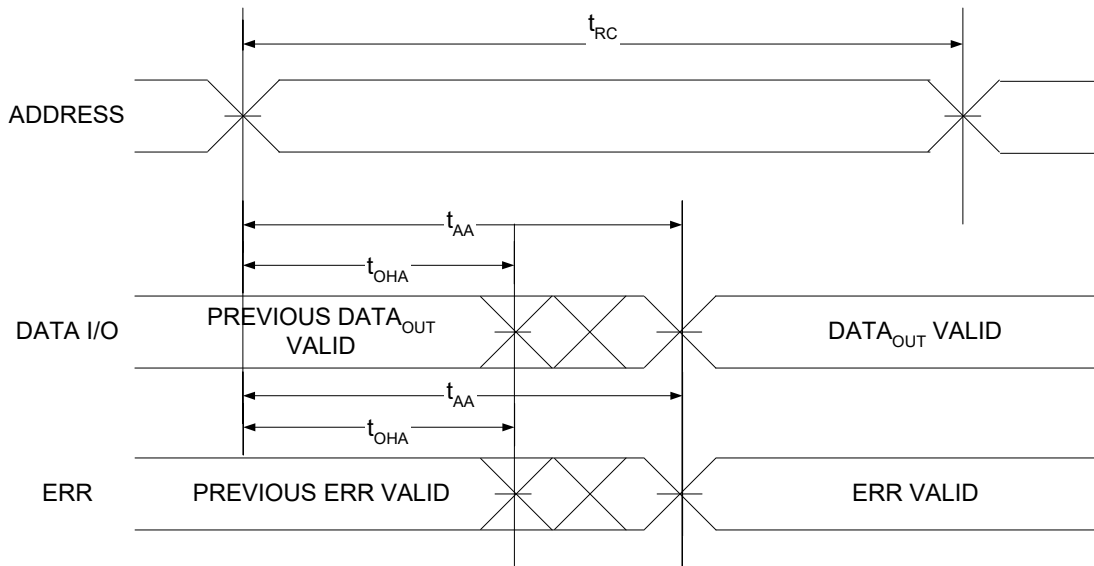 tRC
ADDRESS
tAA
tOHA
DATA I/O
PREVIOUS DATAOUT
VALID
DATAOUT VALID
tAA
tOHA
ERR
PREVIOUS ERR VALID
ERR VALID